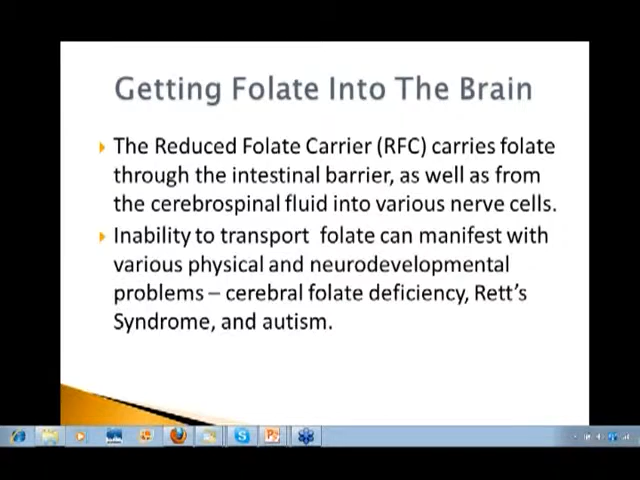 Getting Folate Into The Brain
The Reduced Folate Carrier (RFC) carries folate
through the intestinal barrier, as well as from
the cerebrospinal fluid into various nerve cells.
Inability to transport folate can manifest with
various physical and neurodevelopmental
problems – cerebral folate deficiency, Rett's
Syndrome, and autism.